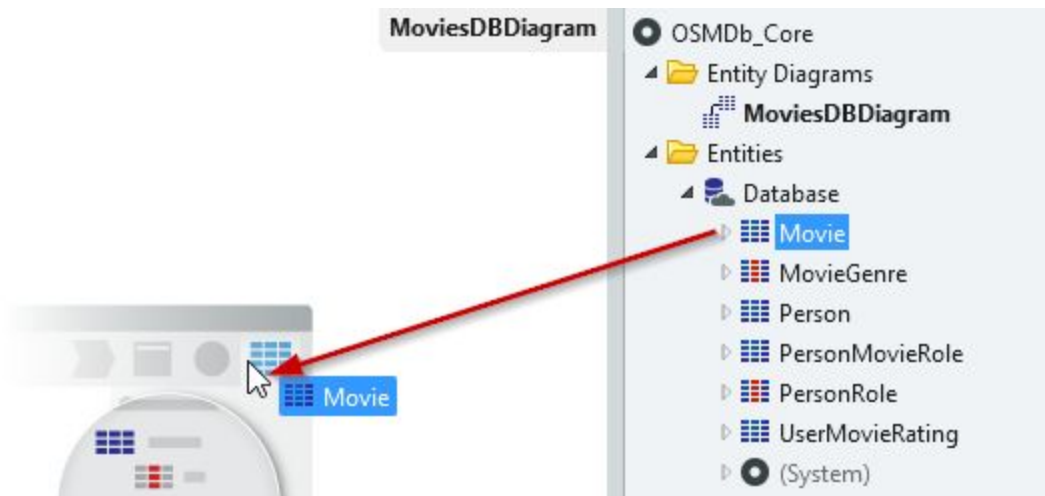 MoviesDBDiagram
OSMDb_Core
Entity Diagrams
MoviesDBDiagram
Entities
Database
Movie
MovieGenre
Person
PersonMovieRole
PersonRole
UserMovieRating
(System)
Movie